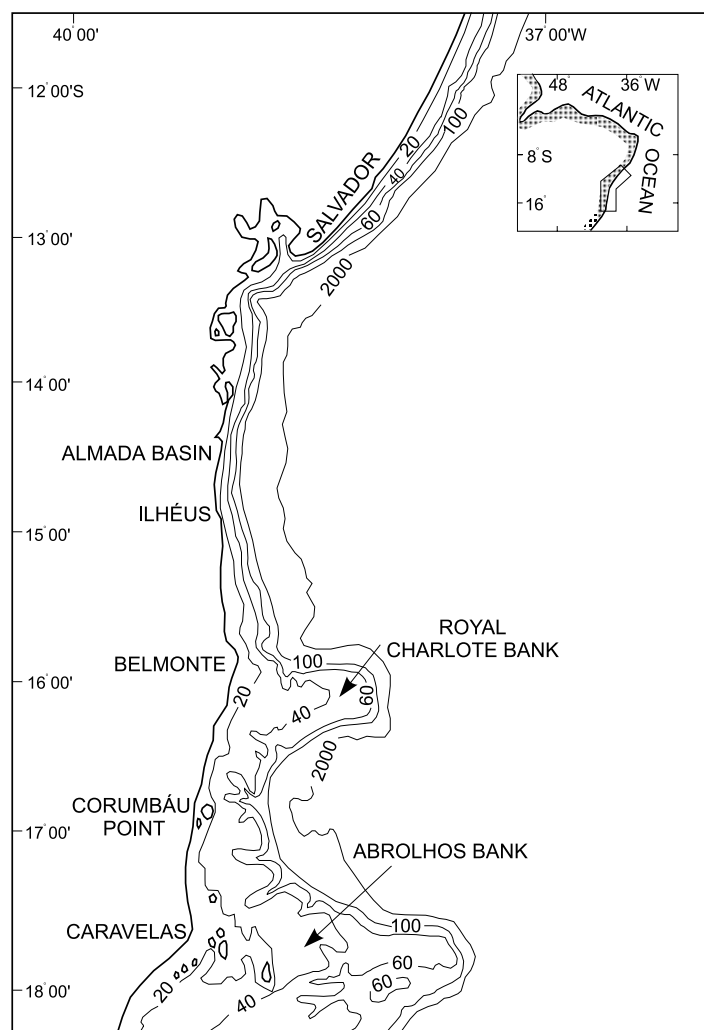 40°00'
37°00'W
12°00'S
48°
36°W
ATLANTIC
OCEAN
8°S
16°
20
100
40
60
SALVADOR
13°00'
2000
14°00'
ALMADA BASIN
ILHÉUS
15°00'
ROYAL
CHARLOTE BANK
BELMONTE
100
16°00'
20
60
40
2000
CORUMBÁU
POINT
17°00'
ABROLHOS BANK
CARAVELAS
100
60
60
20
40
18°00'